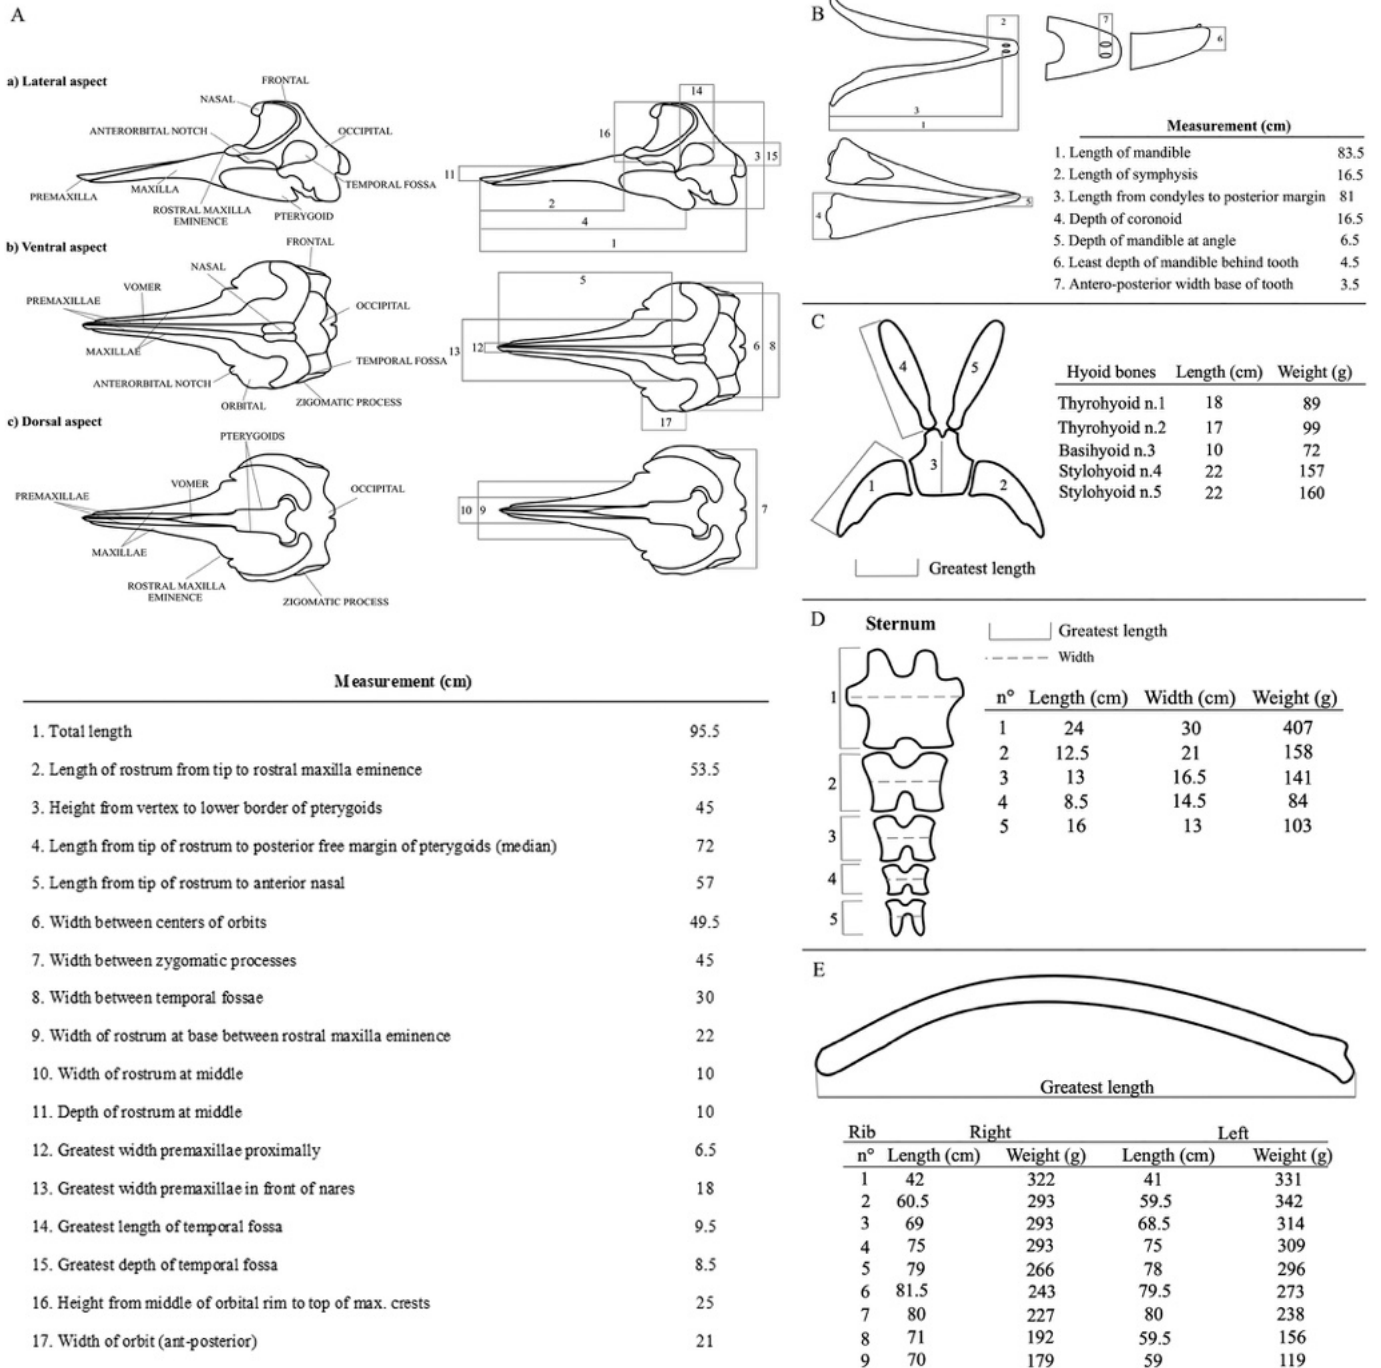 A
a) Lateral aspect
FRONTAL
NASAL
ANTERORBITAL NOTCH
OCCIPITAL
TEMPORAL FOSSA
PREMAXILLA
MAXILLA
ROSTRAL MAXILLA
EMINENCE
PTERYGOID
14
16
3 15
11
2
4
1
b) Ventral aspect
FRONTAL
NASAL
VOMER
PREMAXILLAE
OCCIPITAL
MAXILLAE
TEMPORAL FOSSA
ANTERORBITAL NOTCH
ORBITAL
ZIGOMATIC PROCESS
5
13 12 6 8
17
c) Dorsal aspect
PTERYGOIDS
VOMER
PREMAXILLAE
OCCIPITAL
MAXILLAE
ROSTRAL MAXILLA
EMINENCE
ZIGOMATIC PROCESS
10 9 7
Measurement (cm)
1. Total length 95.5
2. Length of rostrum from tip to rostral maxilla eminence 53.5
3. Height from vertex to lower border of pterygoids 45
4. Length from tip of rostrum to posterior free margin of pterygoids (median) 72
5. Length from tip of rostrum to anterior nasal 57
6. Width between centers of orbits 49.5
7. Width between zygomatic processes 45
8. Width between temporal fossae 30
9. Width of rostrum at base between rostral maxilla eminence 22
10. Width of rostrum at middle 10
11. Depth of rostrum at middle 10
12. Greatest width premaxillae proximally 6.5
13. Greatest width premaxillae in front of nares 18
14. Greatest length of temporal fossa 9.5
15. Greatest depth of temporal fossa 8.5
16. Height from middle of orbital rim to top of max. crests 25
17. Width of orbit (ant-posterior) 21
B
2
7
6
3
1
4
5
Measurement (cm)
1. Length of mandible 83.5
2. Length of symphysis 16.5
3. Length from condyles to posterior margin 81
4. Depth of coronoid 16.5
5. Depth of mandible at angle 6.5
6. Least depth of mandible behind tooth 4.5
7. Antero-posterior width base of tooth 3.5
C
4 5
3
1 2
Greatest length
Hyoid bones Length (cm) Weight (g)
Thyrohyoid n.1 18 89
Thyrohyoid n.2 17 99
Basihyoid n.3 10 72
Stylohyoid n.4 22 157
Stylohyoid n.5 22 160
D
Sternum
Greatest length
Width
1
2
3
4
5
n° Length (cm) Width (cm) Weight (g)
1 24 30 407
2 12.5 21 158
3 13 16.5 141
4 8.5 14.5 84
5 16 13 103
E
Greatest length
Rib Right Left
n° Length (cm) Weight (g) Length (cm) Weight (g)
1 42 322 41 331
2 60.5 293 59.5 342
3 69 293 68.5 314
4 75 293 75 309
5 79 266 78 296
6 81.5 243 79.5 273
7 80 227 80 238
8 71 192 59.5 156
9 70 179 59 119